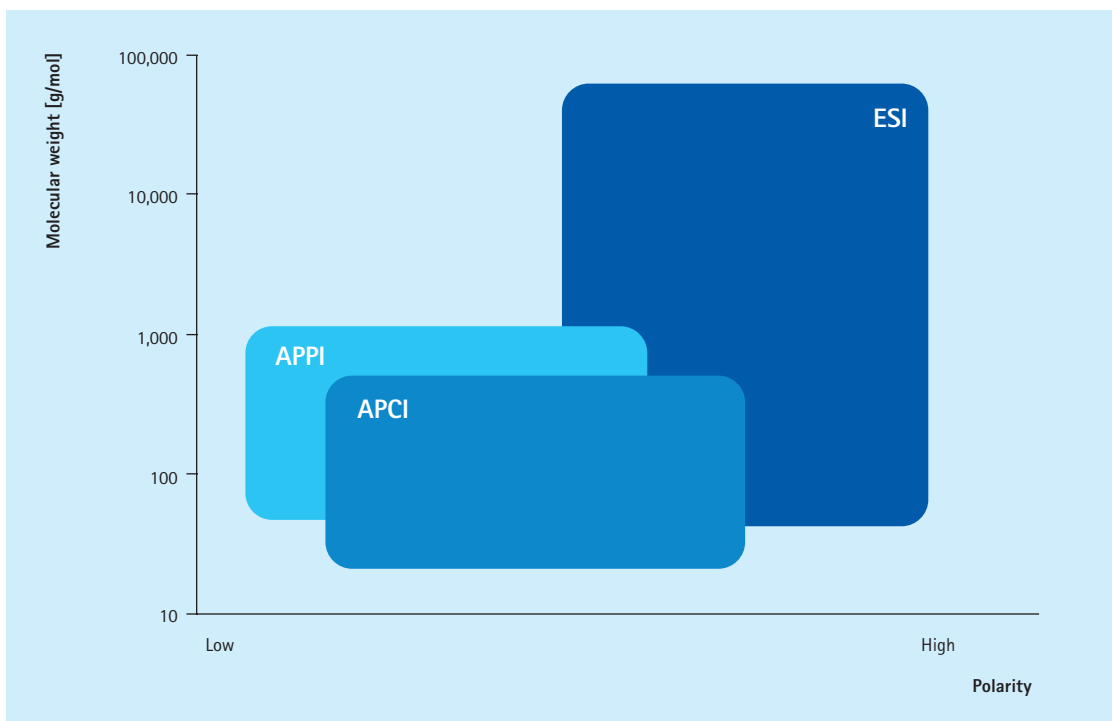 Molecular weight [g/mol]
100,000
10,000
1,000
100
10
ESI
APPI
APCI
Low
High
Polarity